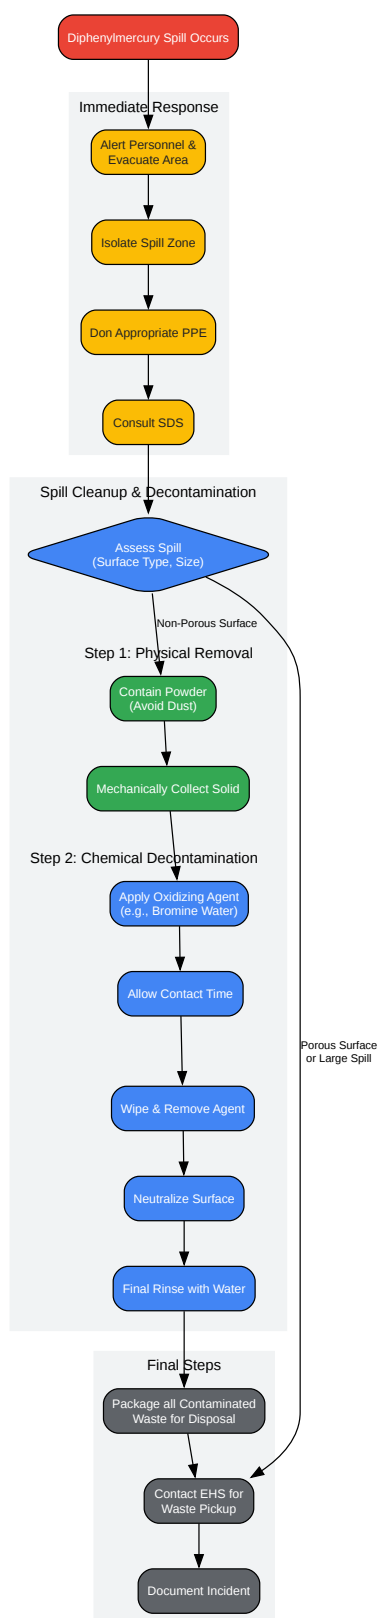 Diphenylmercury Spill Occurs
Immediate Response
Alert Personnel &
Evacuate Area
Isolate Spill Zone
Don Appropriate PPE
Consult SDS
Spill Cleanup & Decontamination
Assess Spill
(Surface Type, Size)
Non-Porous Surface
Step 1: Physical Removal
Contain Powder
(Avoid Dust)
Mechanically Collect Solid
Step 2: Chemical Decontamination
Apply Oxidizing Agent
(e.g., Bromine Water)
Allow Contact Time
Porous Surface
or Large Spill
Wipe & Remove Agent
Neutralize Surface
Final Rinse with Water
Final Steps
Package all Contaminated
Waste for Disposal
Contact EHS for
Waste Pickup
Document Incident